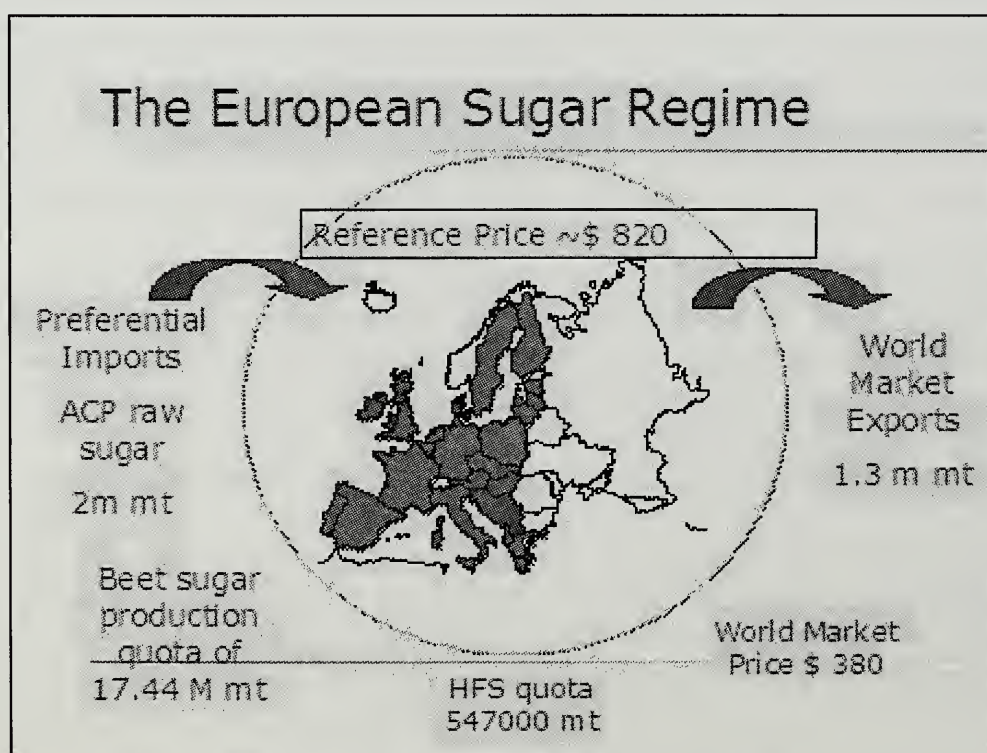 The European Sugar Regime
Reference Price ~$ 820
Preferential
Imports
ACP raw
sugar
2m mt
World
Market
Exports
1.3 m mt
Beet sugar
production
quota of
17.44 M mt
World Market
Price $ 380
HFS quota
547000 mt